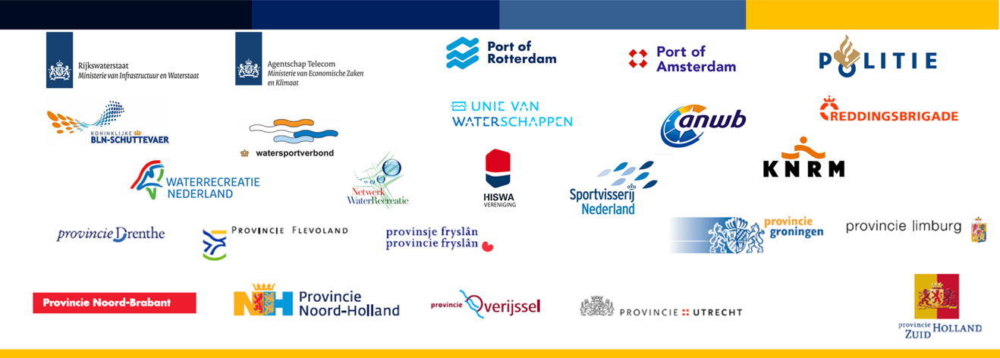 Rijkswaterstaat
Ministerie van Infrastructuur en Waterstaat
Agentschap Telecom
Ministerie van Economische Zaken
en Klimaat
Port of
Rotterdam
Port of
Amsterdam
POLITIE
KONINKLIJKE
BLN-SCHUTTEVAER
watersportverbond
UNIE VAN
WATERSCHAPPEN
anwb
REDDINGSBRIGADE
WATERRECREATIE
NEDERLAND
Netwerk
WaterRecreatie
HISWA
VERENIGING
Sportvisserij
Nederland
KNRM
provincie Drenthe
PROVINCIE FLEVOLAND
provinsje fryslân
provincie fryslân
provincie
groningen
provincie limburg
Provincie Noord-Brabant
NH
Provincie
Noord-Holland
provincie Overijssel
PROVINCIE UTRECHT
provincie
ZUID HOLLAND